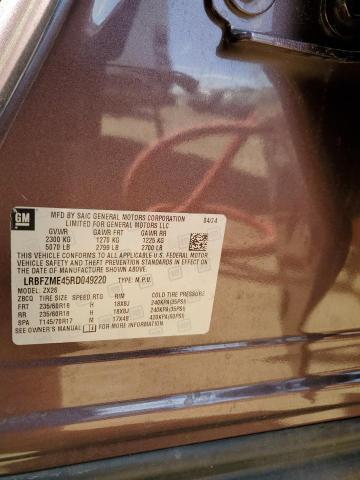 GM
MFD BY SAIC GENERAL MOTORS CORPORATION
LIMITED FOR GENERAL MOTORS LLC
04/24
GVWR GAWR FRT GAWR RR
2300 KG 1270 KG 1225 KG
5070 LB 2799 LB 2700 LB
THIS VEHICLE CONFORMS TO ALL APPLICABLE U.S. FEDERAL MOTOR
VEHICLE SAFETY AND THEFT PREVENTION STANDARDS IN EFFECT ON
THE DATE OF MANUFACTURE SHOWN ABOVE.
LRBFZME45RD049220 TYPE: M.P.V.
MODEL: ZX26
ZBCQ TIRE SIZE SPEED RTG RIM COLD TIRE PRESSURE
FRT 235/60R18 H 18X8J 240KPA(35PSI)
RR 235/60R18 H 18X8J 240KPA(35PSI)
SPA T145/70R17 M 17X4B 420KPA(60PSI)
SEE OWNER'S MANUAL FOR ADDITIONAL INFORMATION